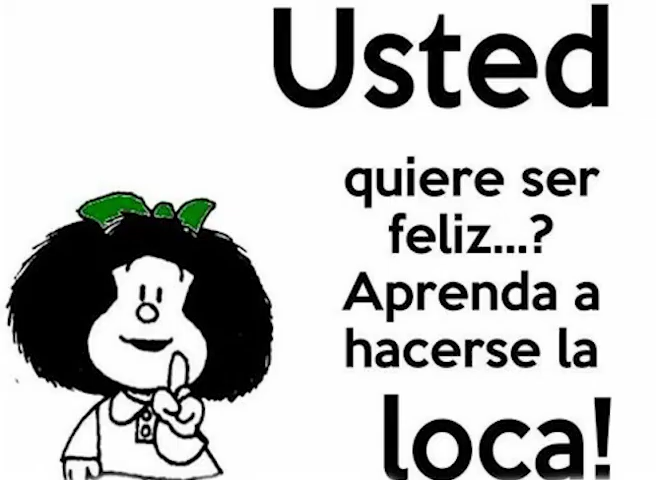 Usted
quiere ser
feliz...?
Aprenda a
hacerse la
loca!